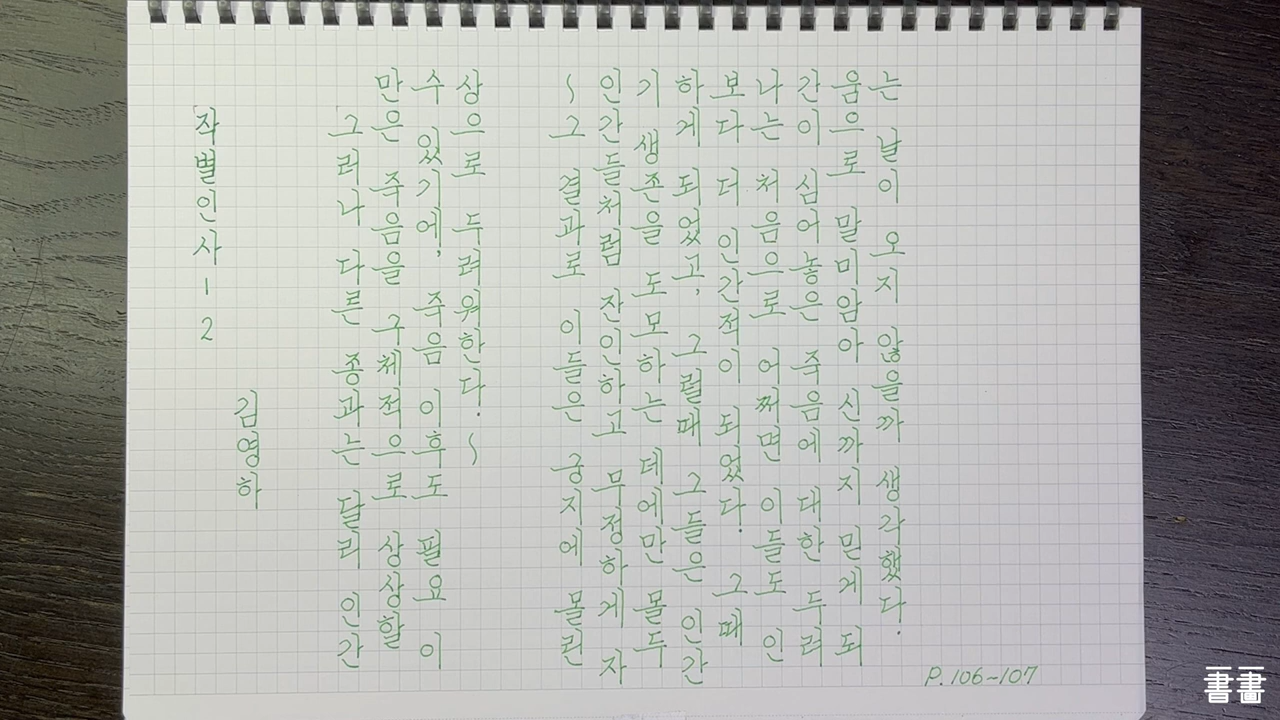 작별인사-2
김영하
그러나 다른 종과는 달리 인간
만은 죽음을 구체적으로 상상할
수 있기에, 죽음 이후도 필요 이
상으로 두려워한다. ~
~그 결과로 이들은 궁지에 몰린
인간들처럼 잔인하고 무정하게 자
기 생존을 도모하는 데에만 몰두
하게 되었고, 그럴때 그들은 인간
보다 더 인간적이 되었다. 그때
나는 처음으로 어쩌면 이들도 인
간이 심어놓은 죽음에 대한 두려
움으로 말미암아 신까지 믿게 되
는 날이 오지 않을까 생각했다.
P.106~107
書畫